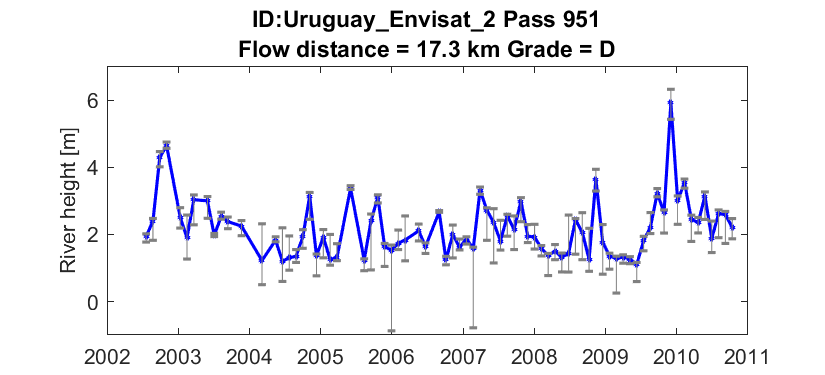 ID:Uruguay_Envisat_2 Pass 951
Flow distance = 17.3 km Grade = D
River height [m]
6
4
2
0
2002 2003 2004 2005 2006 2007 2008 2009 2010 2011